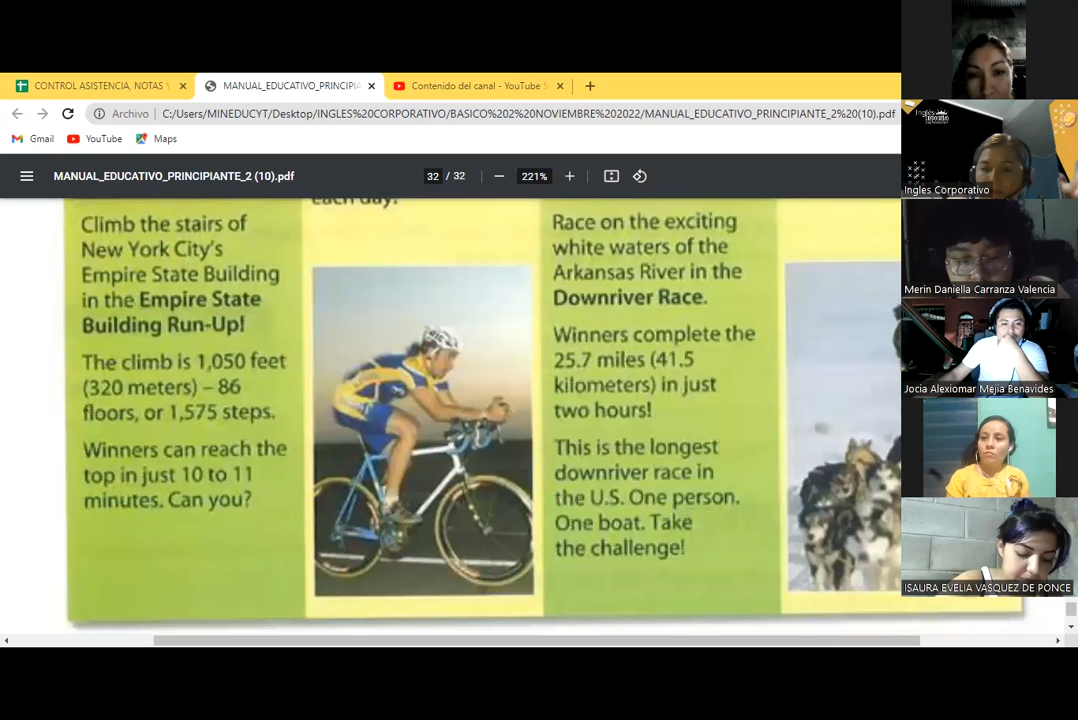 CONTROL ASISTENCIA, NOTAS Y
MANUAL_EDUCATIVO_PRINCIPIA
Contenido del canal - YouTube S
Archivo
C:/Users/MINEDUCYT/Desktop/INGLES%20CORPORATIVO/BASICO%202%20NOVIEMBRE%202022/MANUAL_EDUCATIVO_PRINCIPIANTE_2%20(10).pdf
Gmail
YouTube
Maps
MANUAL_EDUCATIVO_PRINCIPIANTE_2 (10).pdf
32 / 32
221%
Climb the stairs of
New York City's
Empire State Building
in the Empire State
Building Run-Up!
The climb is 1,050 feet
(320 meters) – 86
floors, or 1,575 steps.
Winners can reach the
top in just 10 to 11
minutes. Can you?
each day!
Race on the exciting
white waters of the
Arkansas River in the
Downriver Race.
Winners complete the
25.7 miles (41.5
kilometers) in just
two hours!
This is the longest
downriver race in
the U.S. One person.
One boat. Take
the challenge!
Inglés
Corporativo
Ingles Corporativo
Merin Daniella Carranza Valencia
Jocia Alexiomar Mejia Benavides
ISAURA EVELIA VASQUEZ DE PONCE